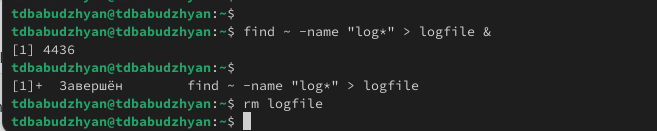 tdbabudzhyan@tdbabudzhyan:~$
tdbabudzhyan@tdbabudzhyan:~$ find ~ -name "log*" > logfile &
[1] 4436
tdbabudzhyan@tdbabudzhyan:~$
[1]+  Завершён        find ~ -name "log*" > logfile
tdbabudzhyan@tdbabudzhyan:~$ rm logfile
tdbabudzhyan@tdbabudzhyan:~$